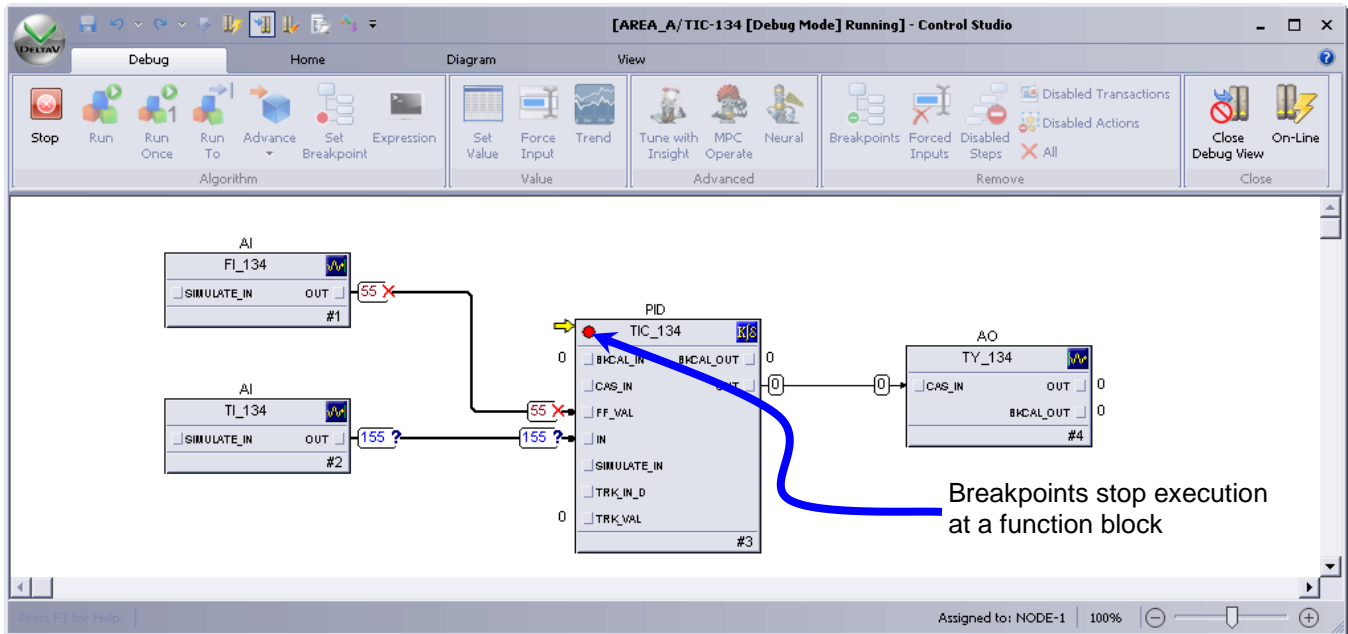 [AREA_A/TIC-134 [Debug Mode] Running] - Control Studio
DELTAV
Debug Home Diagram View
Stop
Run
Run Once
Run To
Advance
Set Breakpoint
Expression
Algorithm
Set Value
Force Input
Trend
Value
Tune with Insight
MPC Operate
Neural
Advanced
Breakpoints
Forced Inputs
Disabled Steps
Disabled Transactions
Disabled Actions
All
Remove
Close Debug View
On-Line
Close
AI
FI_134
SIMULATE_IN OUT 55
#1
AI
TI_134
SIMULATE_IN OUT 155 ?
#2
PID
TIC_134
0 BKCAL_IN BKCAL_OUT 0
CAS_IN OUT 0
55 FF_VAL
155 ? IN
SIMULATE_IN
TRK_IN_D
0 TRK_VAL
#3
AO
TY_134
0 CAS_IN OUT 0
BKCAL_OUT 0
#4
Breakpoints stop execution
at a function block
Press F1 for Help.
Assigned to: NODE-1 100%